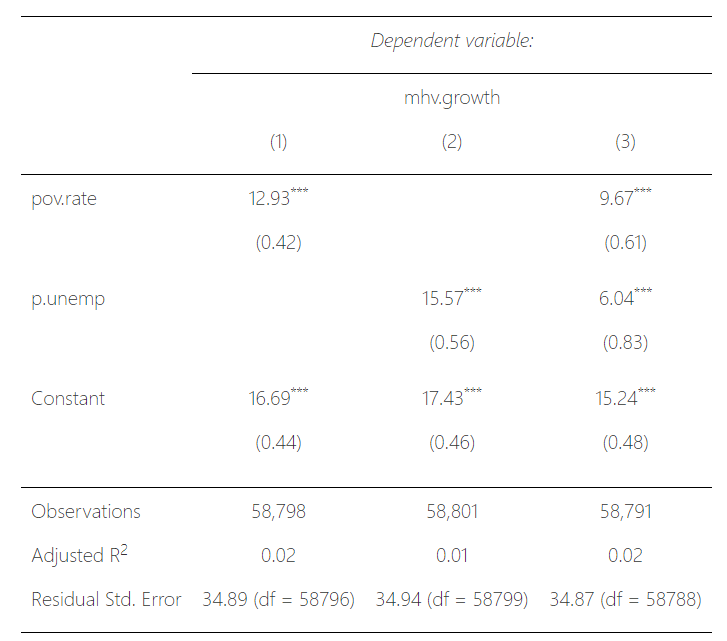 Dependent variable:
mhv.growth
(1) (2) (3)
pov.rate 12.93*** 9.67***
(0.42) (0.61)
p.unemp 15.57*** 6.04***
(0.56) (0.83)
Constant 16.69*** 17.43*** 15.24***
(0.44) (0.46) (0.48)
Observations 58,798 58,801 58,791
Adjusted R² 0.02 0.01 0.02
Residual Std. Error 34.89 (df = 58796) 34.94 (df = 58799) 34.87 (df = 58788)